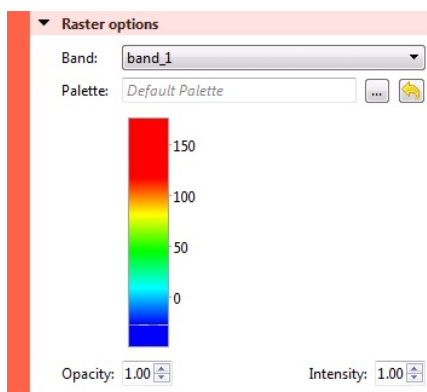 Raster options
Band: band_1
Palette: Default Palette ...
150
100
50
0
Opacity: 1.00 Intensity: 1.00